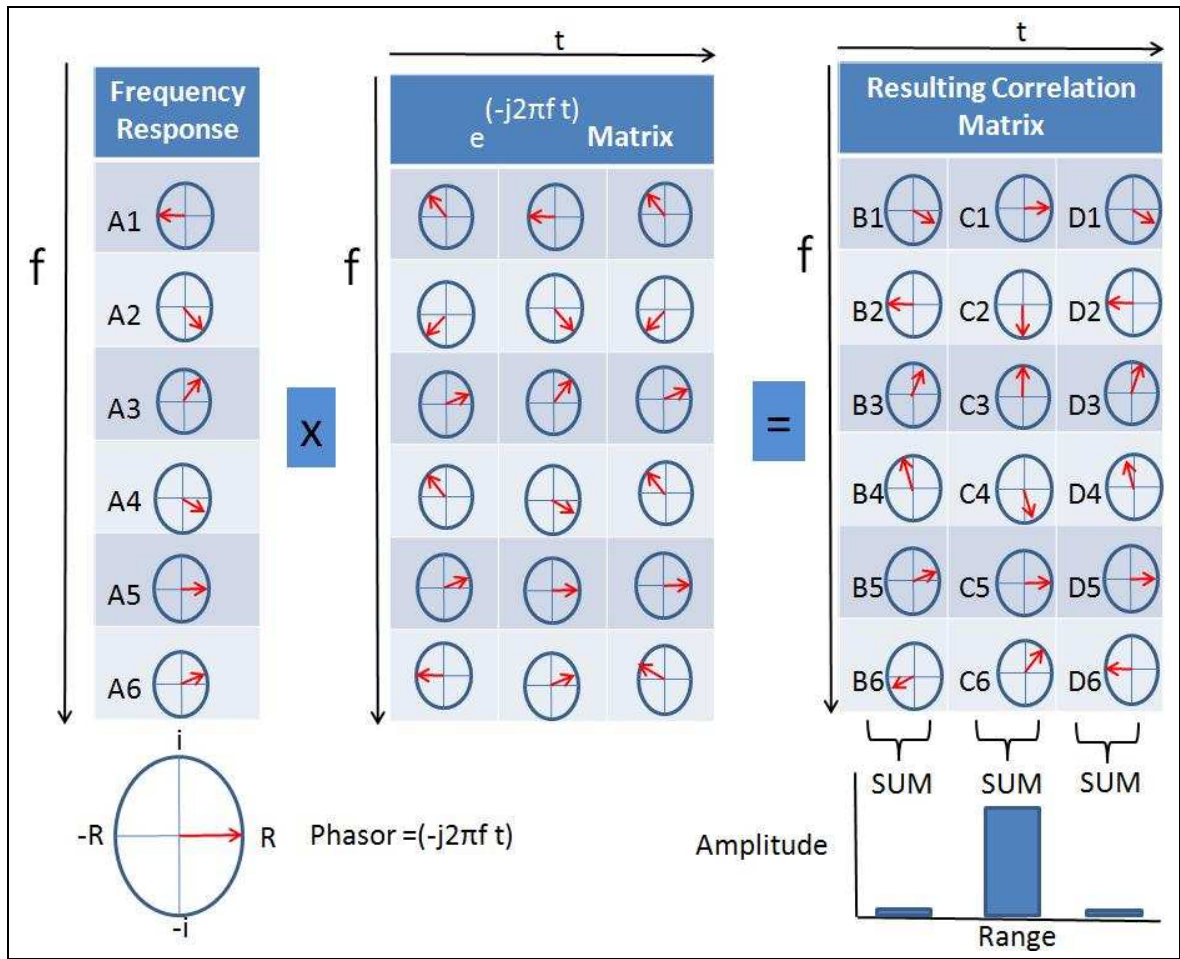 t
t
f
Frequency
Response
A1
A2
A3
A4
A5
A6
x
f
e(-j2πf t) Matrix
=
f
Resulting Correlation
Matrix
B1 C1 D1
B2 C2 D2
B3 C3 D3
B4 C4 D4
B5 C5 D5
B6 C6 D6
SUM SUM SUM
i
-R R
-i
Phasor =(-j2πf t)
Amplitude
Range